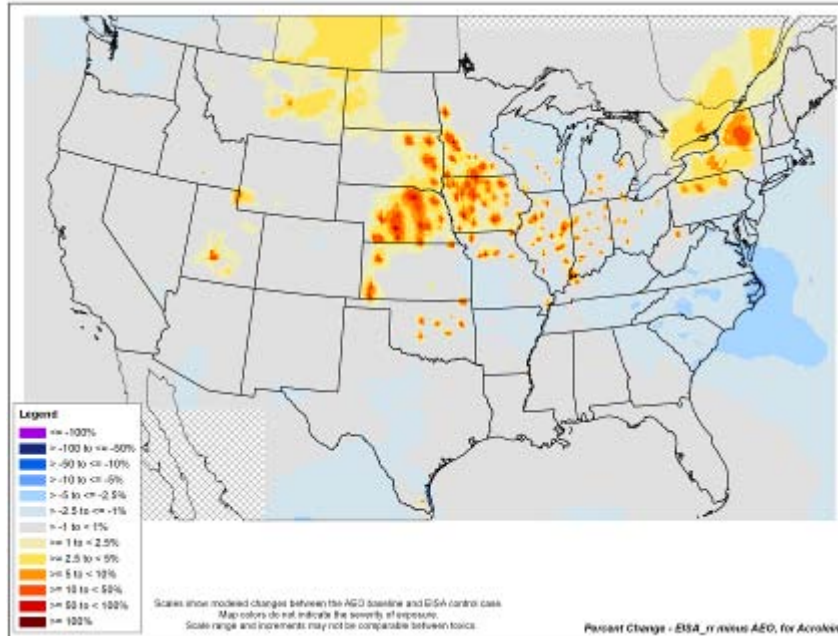 Legend
<= -100%
> -100 to <= -50%
> -50 to <= -10%
> -10 to <= -5%
> -5 to <= -2.5%
> -2.5 to <= -1%
> -1 to < 1%
>= 1 to < 2.5%
>= 2.5 to < 5%
>= 5 to < 10%
>= 10 to < 50%
>= 50 to < 100%
>= 100%
Scales show modeled changes between the AEO baseline and EISA control case.
Map colors do not indicate the severity of exposure.
Scale range and increments may not be comparable between toxics.
Percent Change - EISA_rr minus AEO, for Acrolein